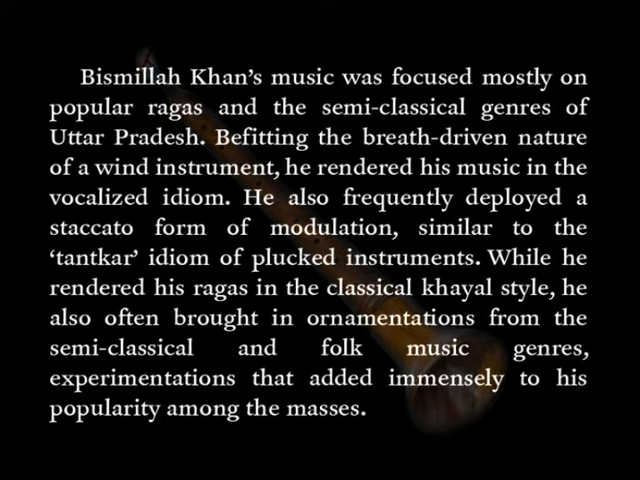 Bismillah Khan’s music was focused mostly on
popular ragas and the semi-classical genres of
Uttar Pradesh. Befitting the breath-driven nature
of a wind instrument, he rendered his music in the
vocalized idiom. He also frequently deployed a
staccato form of modulation, similar to the
‘tantkar’ idiom of plucked instruments. While he
rendered his ragas in the classical khayal style, he
also often brought in ornamentations from the
semi-classical and folk music genres,
experimentations that added immensely to his
popularity among the masses.